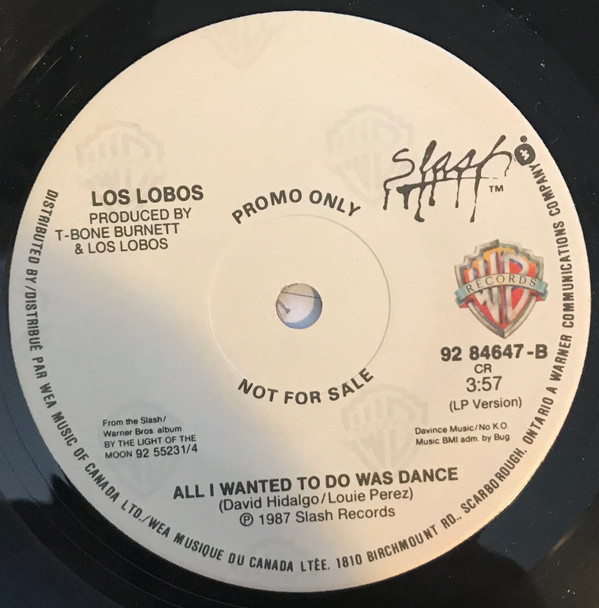 LOS LOBOS
PRODUCED BY
T-BONE BURNETT
& LOS LOBOS
PROMO ONLY
slash
TM
WB
RECORDS
92 84647-B
CR
3:57
(LP Version)
NOT FOR SALE
From the Slash/
Warner Bros. album
BY THE LIGHT OF THE
MOON 92 55231/4
Davince Music/No K.O.
Music BMI adm. by Bug
ALL I WANTED TO DO WAS DANCE
(David Hidalgo/Louie Perez)
℗ 1987 Slash Records
DISTRIBUTED BY/DISTRIBUÉ PAR WEA MUSIC OF CANADA LTD./WEA MUSIQUE DU CANADA LTÉE. 1810 BIRCHMOUNT RD., SCARBOROUGH, ONTARIO A WARNER COMMUNICATIONS COMPANY